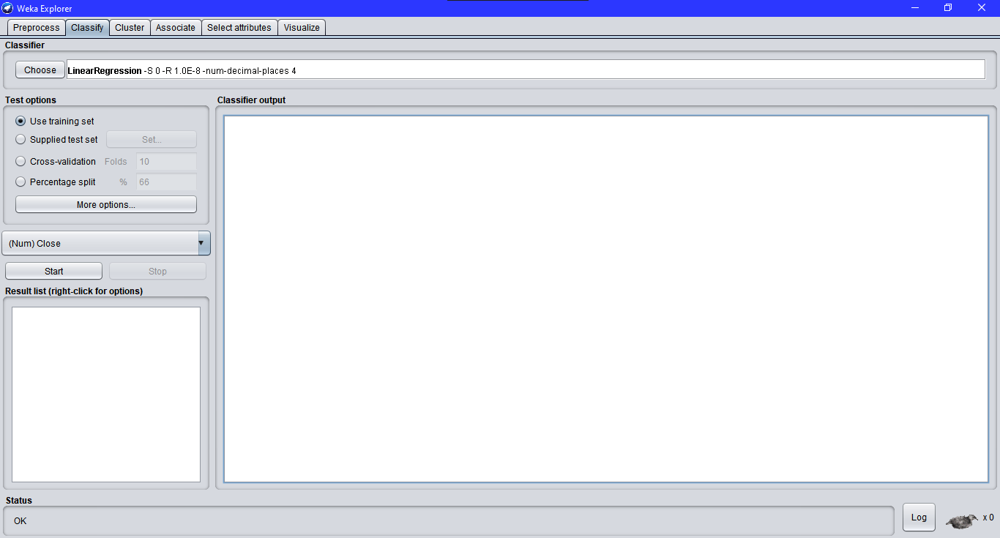 Weka Explorer
Preprocess Classify Cluster Associate Select attributes Visualize
Classifier
Choose LinearRegression -S 0 -R 1.0E-8 -num-decimal-places 4
Test options
Use training set
Supplied test set Set...
Cross-validation Folds 10
Percentage split % 66
More options...
(Num) Close
Start Stop
Result list (right-click for options)
Classifier output
Status
OK
Log x 0